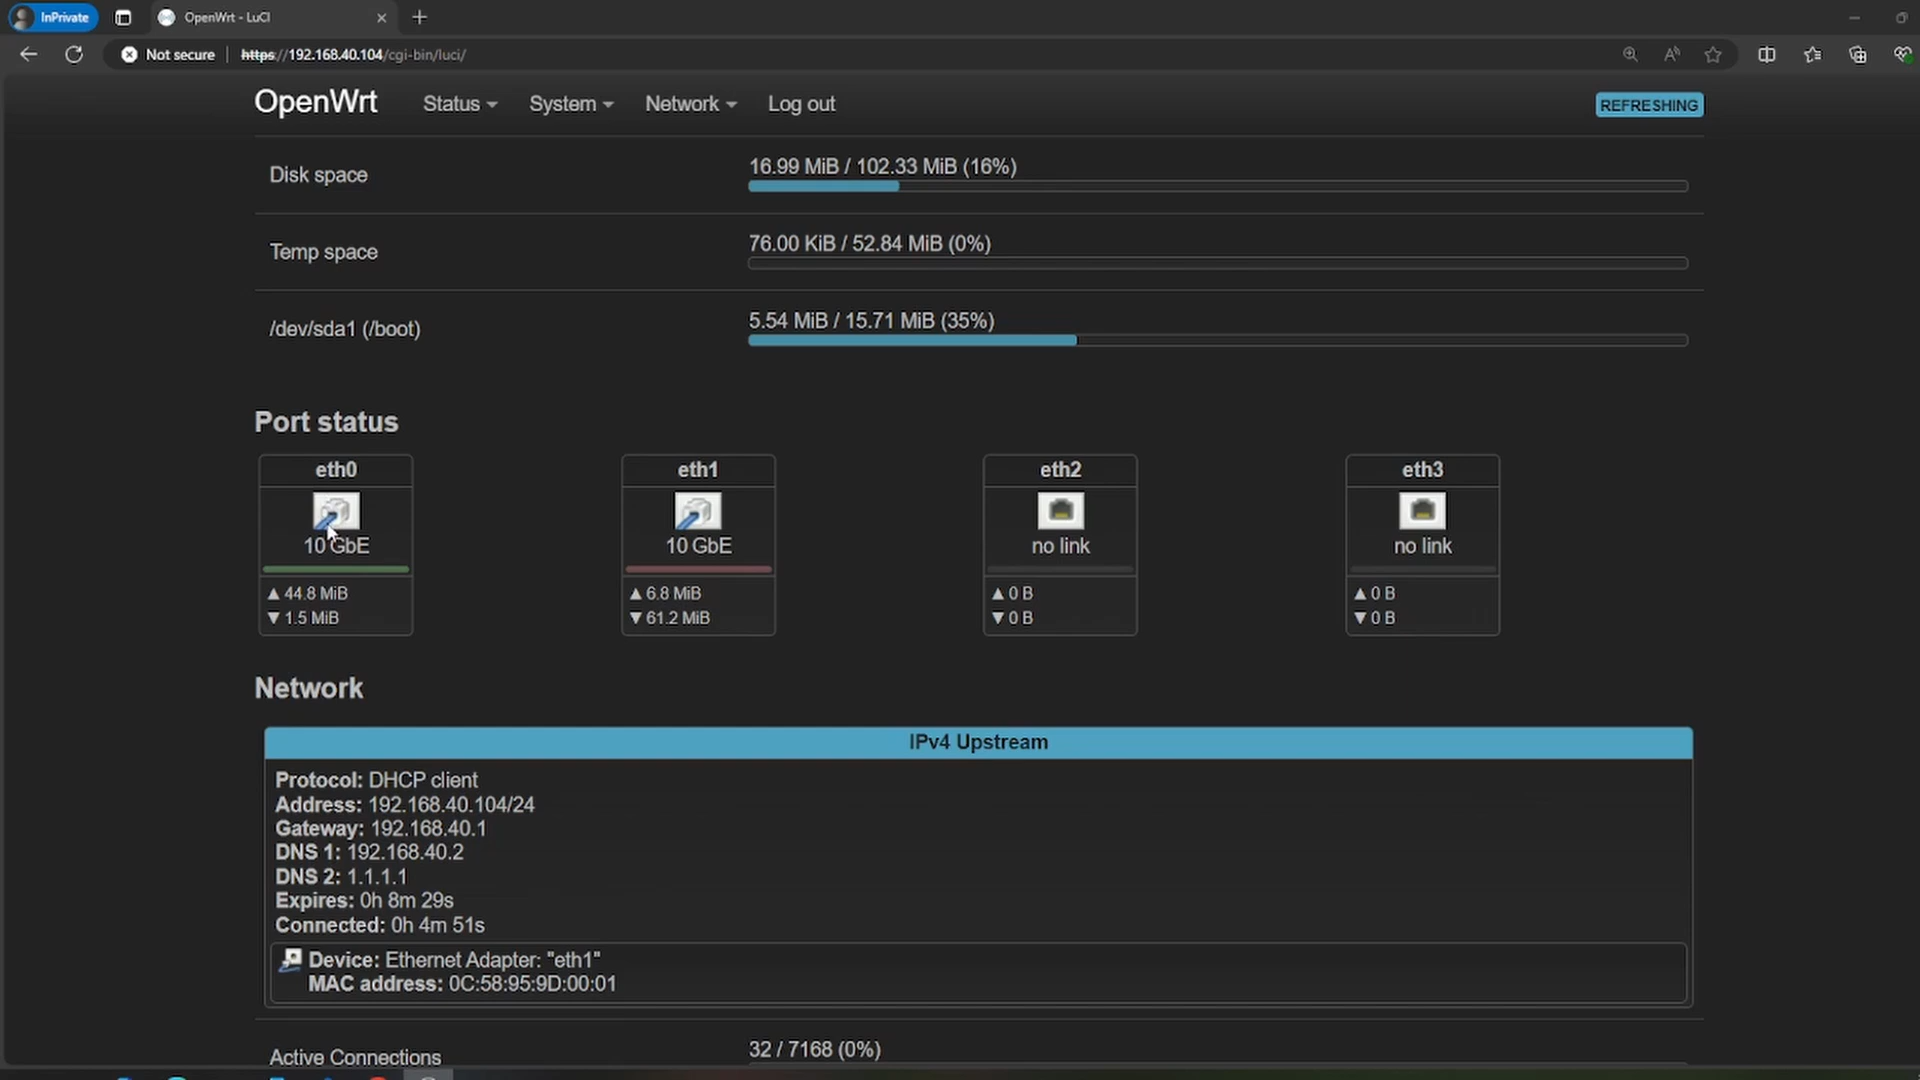 InPrivate
OpenWrt - LuCI
Not secure
https://192.168.40.104/cgi-bin/luci/
OpenWrt
Status
System
Network
Log out
REFRESHING
Disk space
16.99 MiB / 102.33 MiB (16%)
Temp space
76.00 KiB / 52.84 MiB (0%)
/dev/sda1 (/boot)
5.54 MiB / 15.71 MiB (35%)
Port status
eth0
10 GbE
▲ 44.8 MiB
▼ 1.5 MiB
eth1
10 GbE
▲ 6.8 MiB
▼ 61.2 MiB
eth2
no link
▲ 0 B
▼ 0 B
eth3
no link
▲ 0 B
▼ 0 B
Network
IPv4 Upstream
Protocol: DHCP client
Address: 192.168.40.104/24
Gateway: 192.168.40.1
DNS 1: 192.168.40.2
DNS 2: 1.1.1.1
Expires: 0h 8m 29s
Connected: 0h 4m 51s
Device: Ethernet Adapter: "eth1"
MAC address: 0C:58:95:9D:00:01
Active Connections
32 / 7168 (0%)